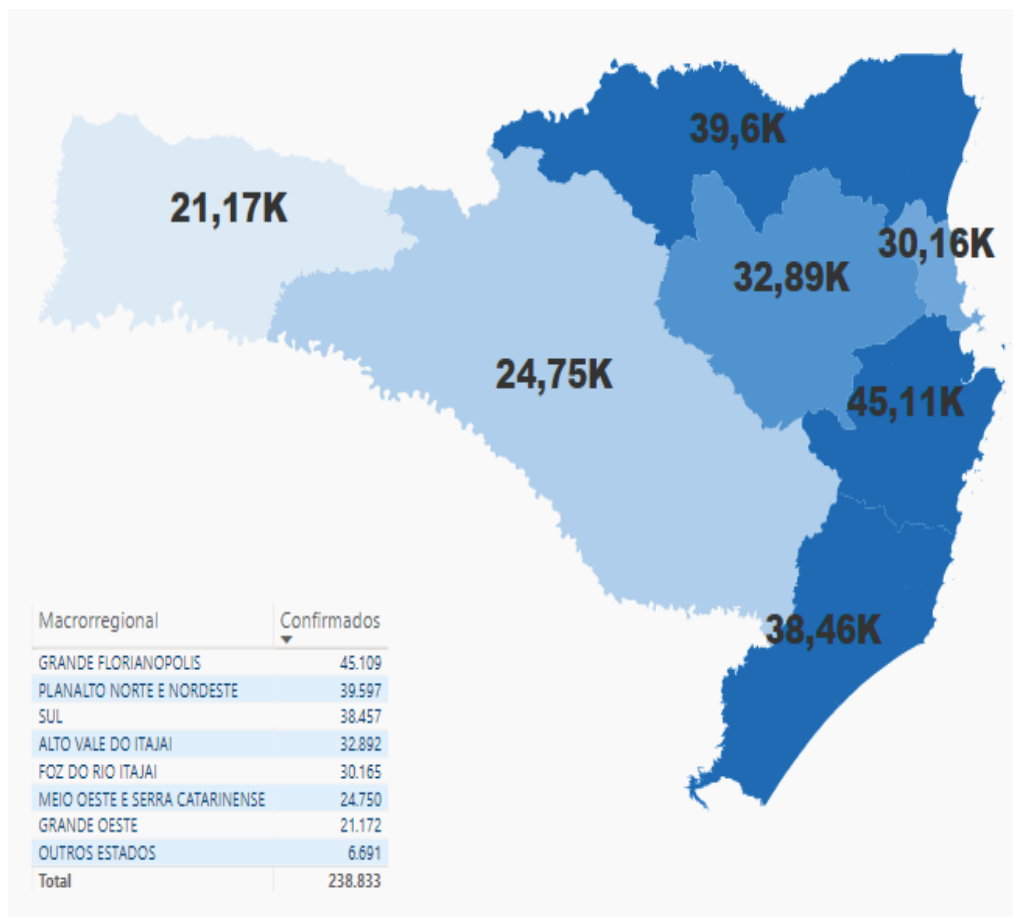 39,6K
21,17K
30,16K
32,89K
24,75K
45,11K
38,46K
Macrorregional Confirmados
GRANDE FLORIANOPOLIS 45.109
PLANALTO NORTE E NORDESTE 39.597
SUL 38.457
ALTO VALE DO ITAJAI 32.892
FOZ DO RIO ITAJAI 30.165
MEIO OESTE E SERRA CATARINENSE 24.750
GRANDE OESTE 21.172
OUTROS ESTADOS 6.691
Total 238.833